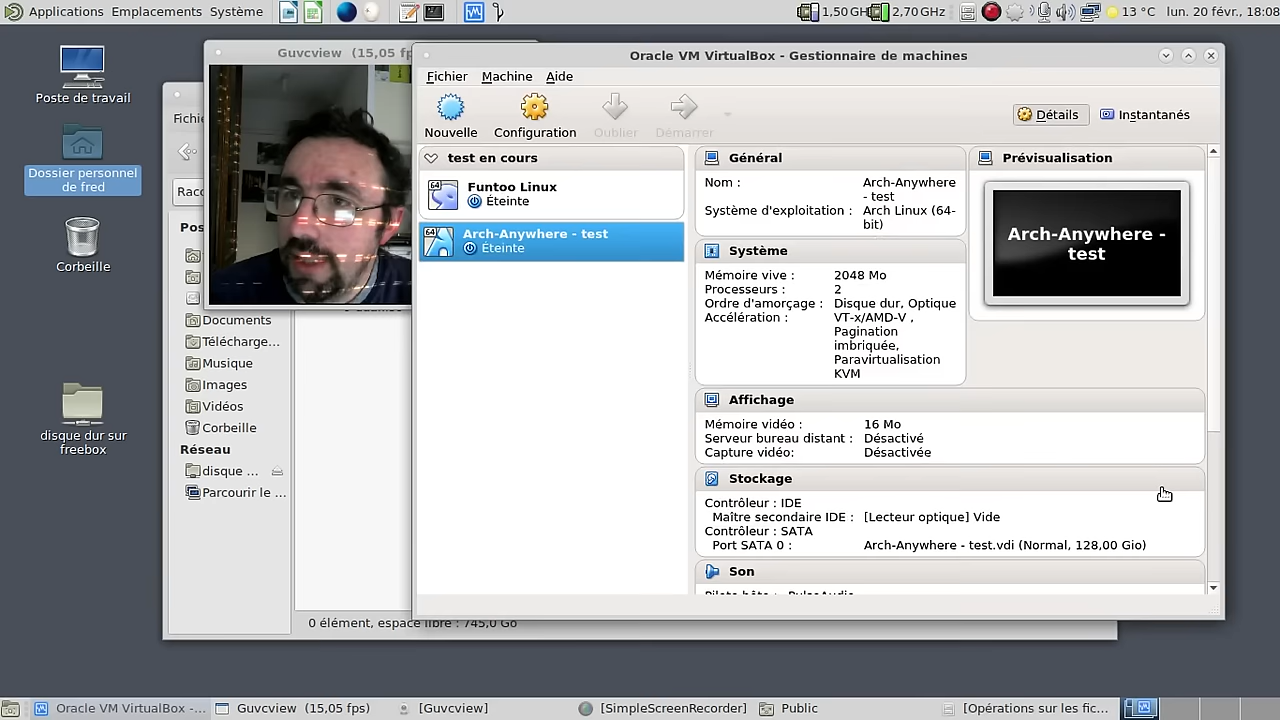 Applications Emplacements Système
1,50 GHz 2,70 GHz
13 °C lun. 20 févr., 18:08
Poste de travail
Dossier personnel
de fred
Corbeille
disque dur sur
freebox
Guvcview (15,05 fp
Fichie
Raco
Pos
Documents
Télécharge...
Musique
Images
Vidéos
Corbeille
Réseau
disque ...
Parcourir le ...
0 élément, espace libre : 745,0 Go
Oracle VM VirtualBox - Gestionnaire de machines
Fichier Machine Aide
Nouvelle Configuration Oublier Démarrer
Détails Instantanés
test en cours
Funtoo Linux
Éteinte
Arch-Anywhere - test
Éteinte
Général
Nom : Arch-Anywhere
- test
Système d'exploitation : Arch Linux (64-
bit)
Prévisualisation
Arch-Anywhere -
test
Système
Mémoire vive : 2048 Mo
Processeurs : 2
Ordre d'amorçage : Disque dur, Optique
Accélération : VT-x/AMD-V ,
Pagination
imbriquée,
Paravirtualisation
KVM
Affichage
Mémoire vidéo : 16 Mo
Serveur bureau distant : Désactivé
Capture vidéo: Désactivée
Stockage
Contrôleur : IDE
Maître secondaire IDE : [Lecteur optique] Vide
Contrôleur : SATA
Port SATA 0 : Arch-Anywhere - test.vdi (Normal, 128,00 Gio)
Son
Pilote hôte : PulseAudio
Oracle VM VirtualBox -... Guvcview (15,05 fps) [Guvcview] [SimpleScreenRecorder] Public [Opérations sur les fic...